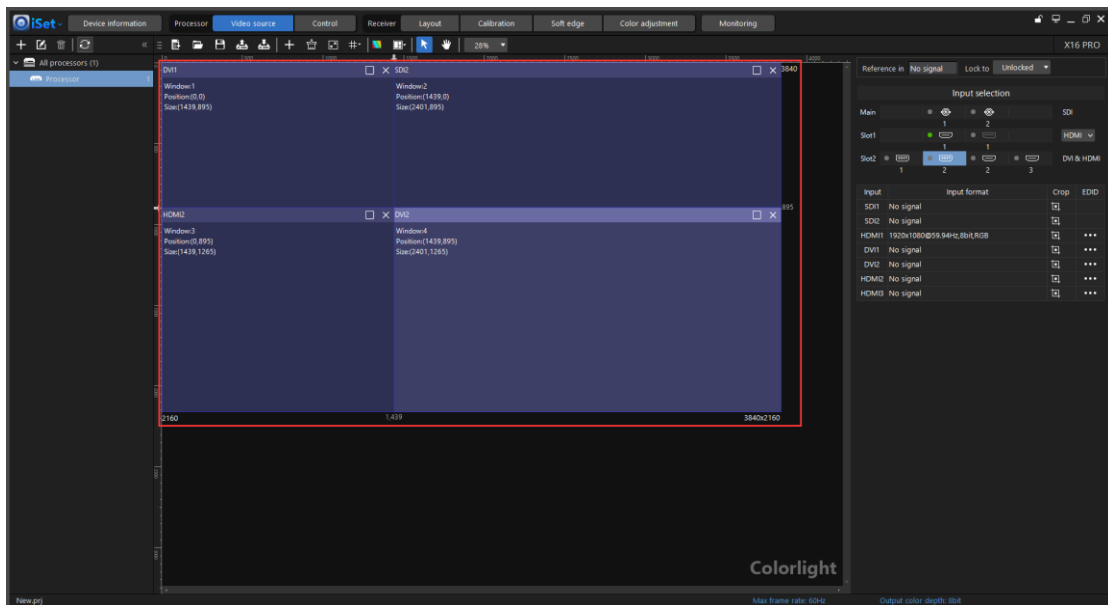 iSet Device information Processor Video source Control Receiver Layout Calibration Soft edge Color adjustment Monitoring
28% X16 PRO
All processors (1)
Processor 1
DVI1 SDI2 3840
Window:1 Window:2
Position:(0,0) Position:(1439,0)
Size:(1439,895) Size:(2401,895)
895
HDMI2 DVI2
Window:3 Window:4
Position:(0,895) Position:(1439,895)
Size:(1439,1265) Size:(2401,1265)
2160 1,439 3840x2160
Colorlight
Reference in No signal Lock to Unlocked
Input selection
Main SDI
1 2
Slot1 HDMI
1 1
Slot2 DVI & HDMI
1 2 2 3
Input Input format Crop EDID
SDI1 No signal
SDI2 No signal
HDMI1 1920x1080@59.94Hz,8bit,RGB
DVI1 No signal
DVI2 No signal
HDMI2 No signal
HDMI3 No signal
New.prj Max frame rate: 60Hz Output color depth: 8bit